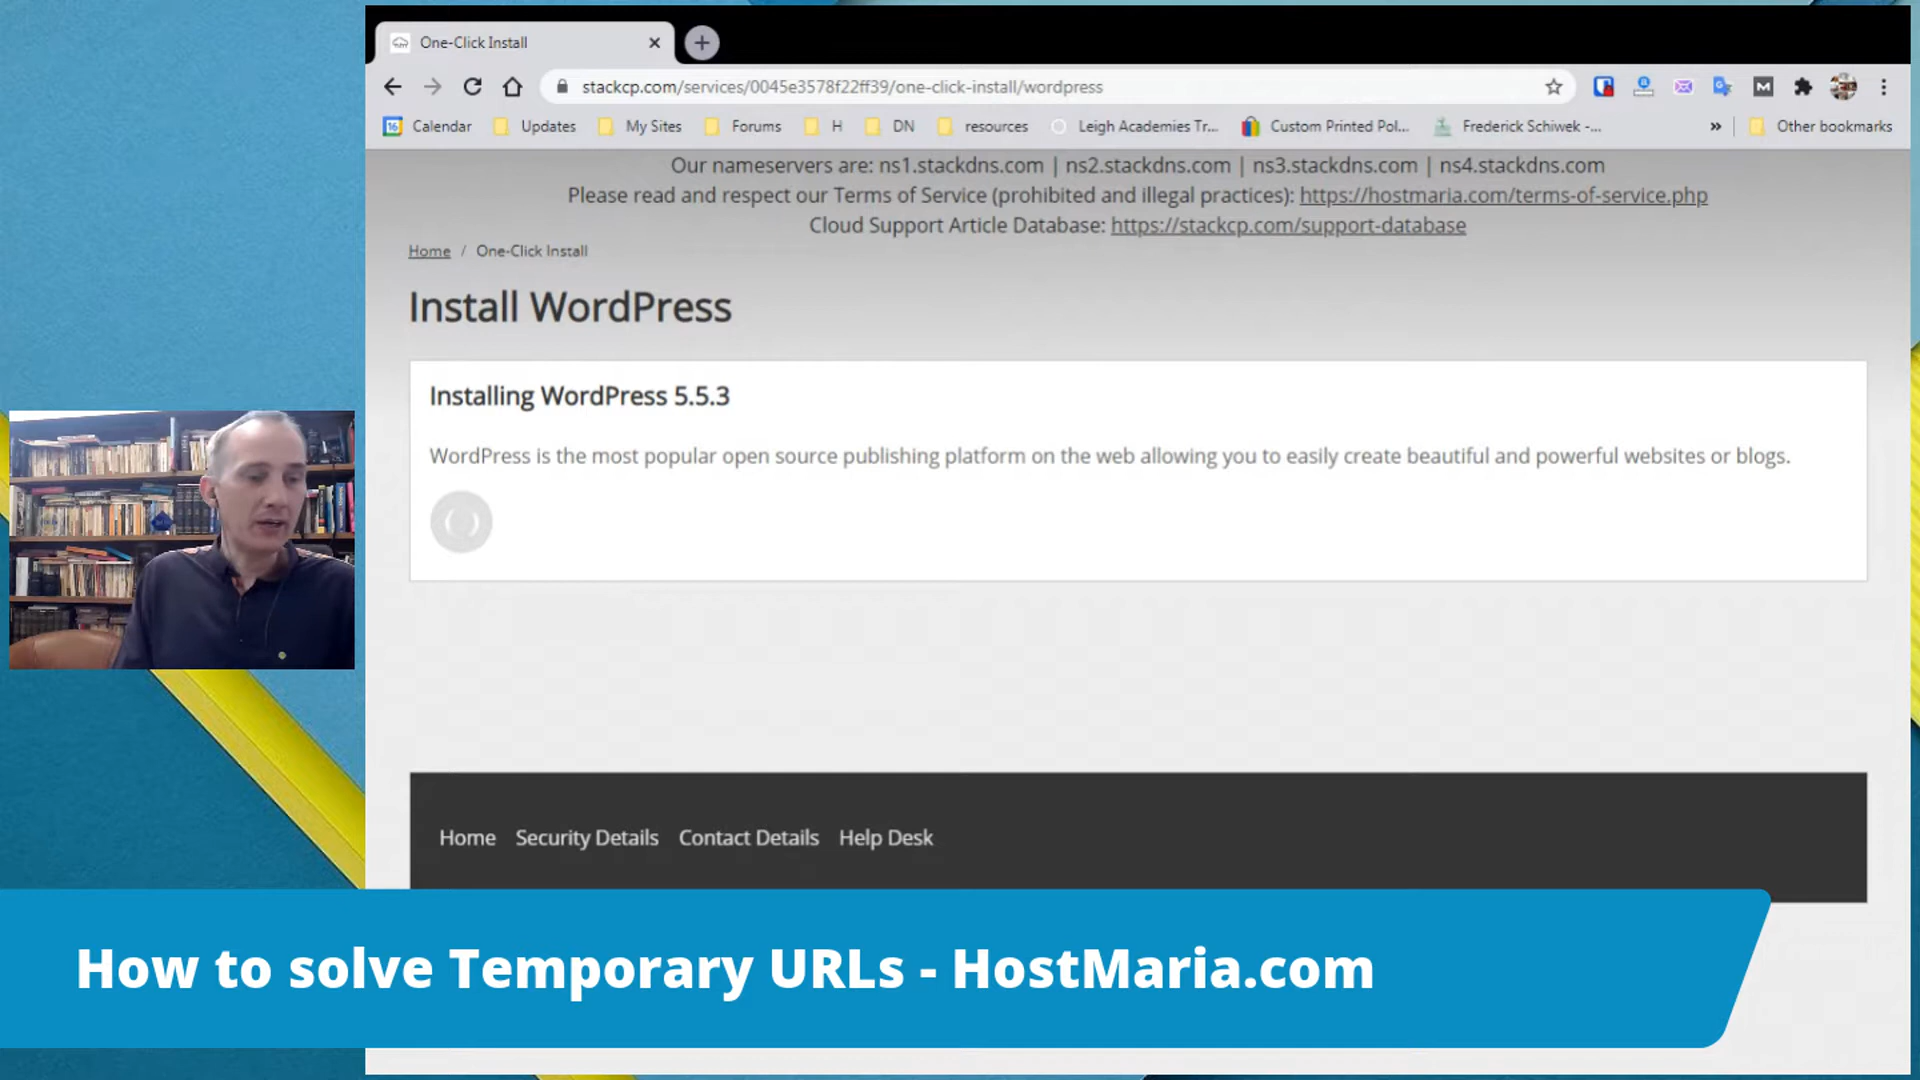 One-Click Install
stackcp.com/services/0045e3578f22ff39/one-click-install/wordpress
Calendar Updates My Sites Forums H DN resources Leigh Academies Tr... Custom Printed Pol... Frederick Schiwek -... » Other bookmarks
Our nameservers are: ns1.stackdns.com | ns2.stackdns.com | ns3.stackdns.com | ns4.stackdns.com
Please read and respect our Terms of Service (prohibited and illegal practices): https://hostmaria.com/terms-of-service.php
Cloud Support Article Database: https://stackcp.com/support-database
Home / One-Click Install
Install WordPress
Installing WordPress 5.5.3
WordPress is the most popular open source publishing platform on the web allowing you to easily create beautiful and powerful websites or blogs.
Home Security Details Contact Details Help Desk
How to solve Temporary URLs - HostMaria.com